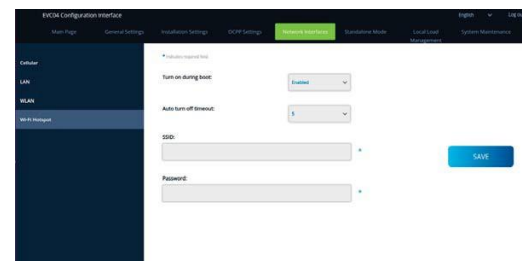 EVC04 Configuration Interface
English
Log out
Main Page
General Settings
Installation Settings
OCPP Settings
Network Interfaces
Standalone Mode
Local Load
Management
System Maintenance
Cellular
LAN
WLAN
Wi-Fi Hotspot
* indicates required field.
Turn on during boot:
Enabled
Auto turn off timeout:
5
SSID:
*
SAVE
Password:
*